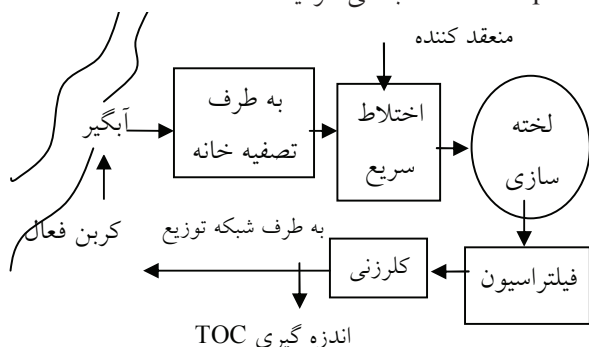 منعقد کننده
آبگیر
به طرف
تصفیه خانه
اختلاط
سریع
لخته
سازی
کربن فعال
به طرف شبکه توزیع
کلرزنی
فیلتراسیون
اندزه گیری TOC